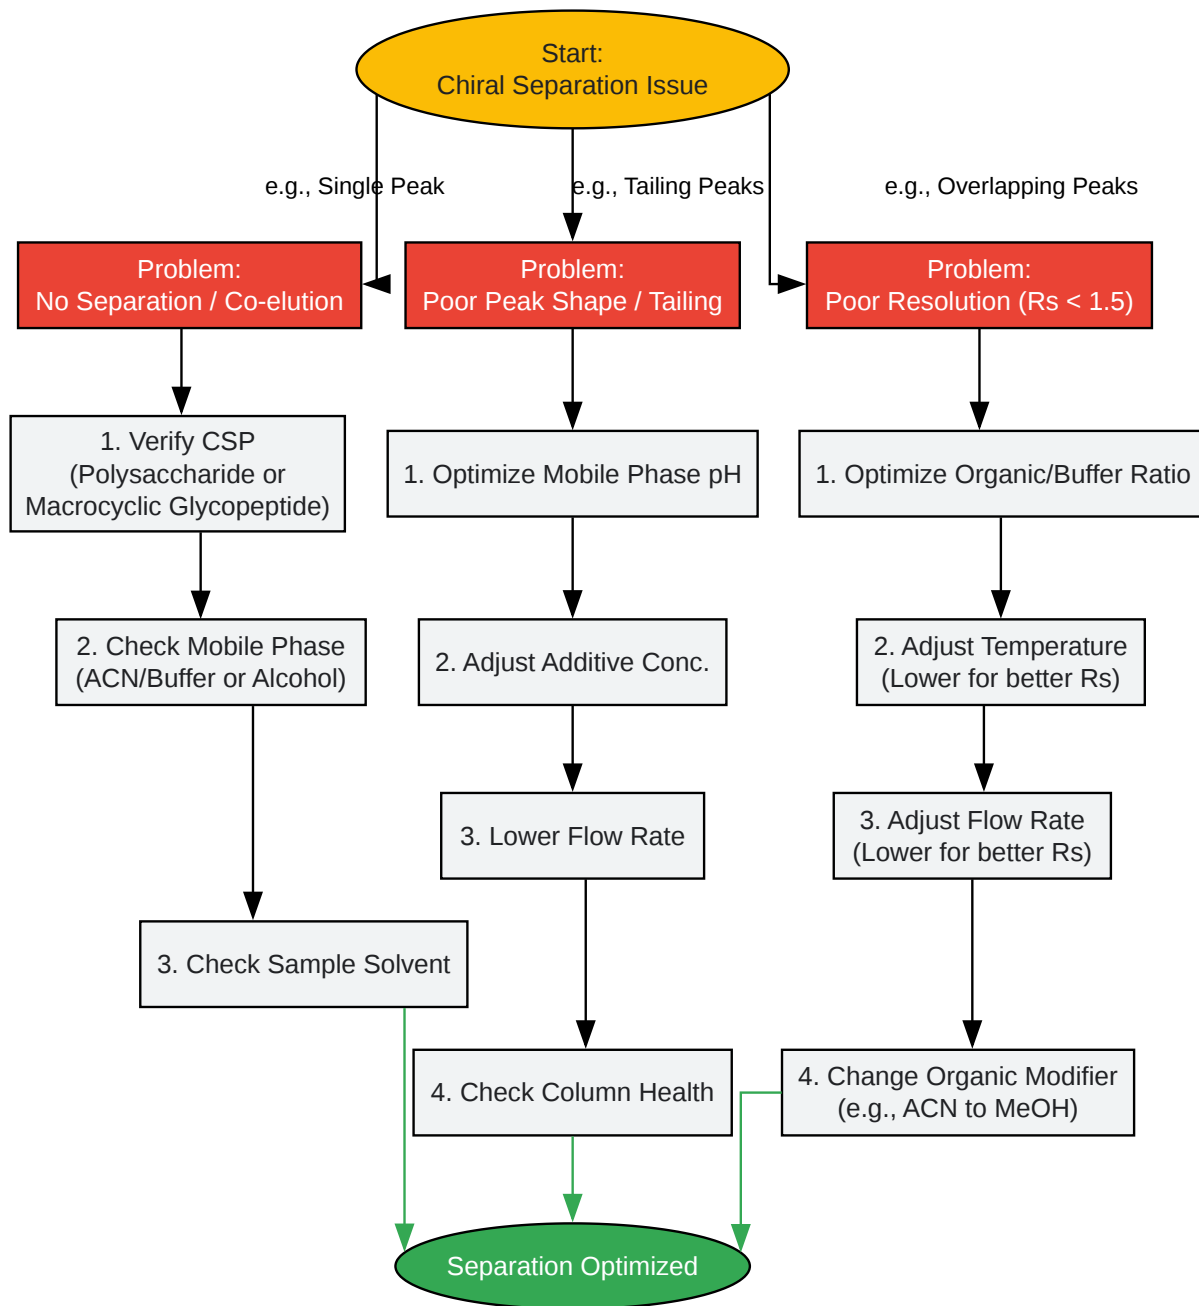 Start:
Chiral Separation Issue
e.g., Single Peak
e.g., Tailing Peaks
e.g., Overlapping Peaks
Problem:
No Separation / Co-elution
Problem:
Poor Peak Shape / Tailing
Problem:
Poor Resolution (Rs < 1.5)
1. Verify CSP
(Polysaccharide or
Macrocyclic Glycopeptide)
1. Optimize Mobile Phase pH
1. Optimize Organic/Buffer Ratio
2. Check Mobile Phase
(ACN/Buffer or Alcohol)
2. Adjust Additive Conc.
2. Adjust Temperature
(Lower for better Rs)
3. Lower Flow Rate
3. Adjust Flow Rate
(Lower for better Rs)
3. Check Sample Solvent
4. Check Column Health
4. Change Organic Modifier
(e.g., ACN to MeOH)
Separation Optimized